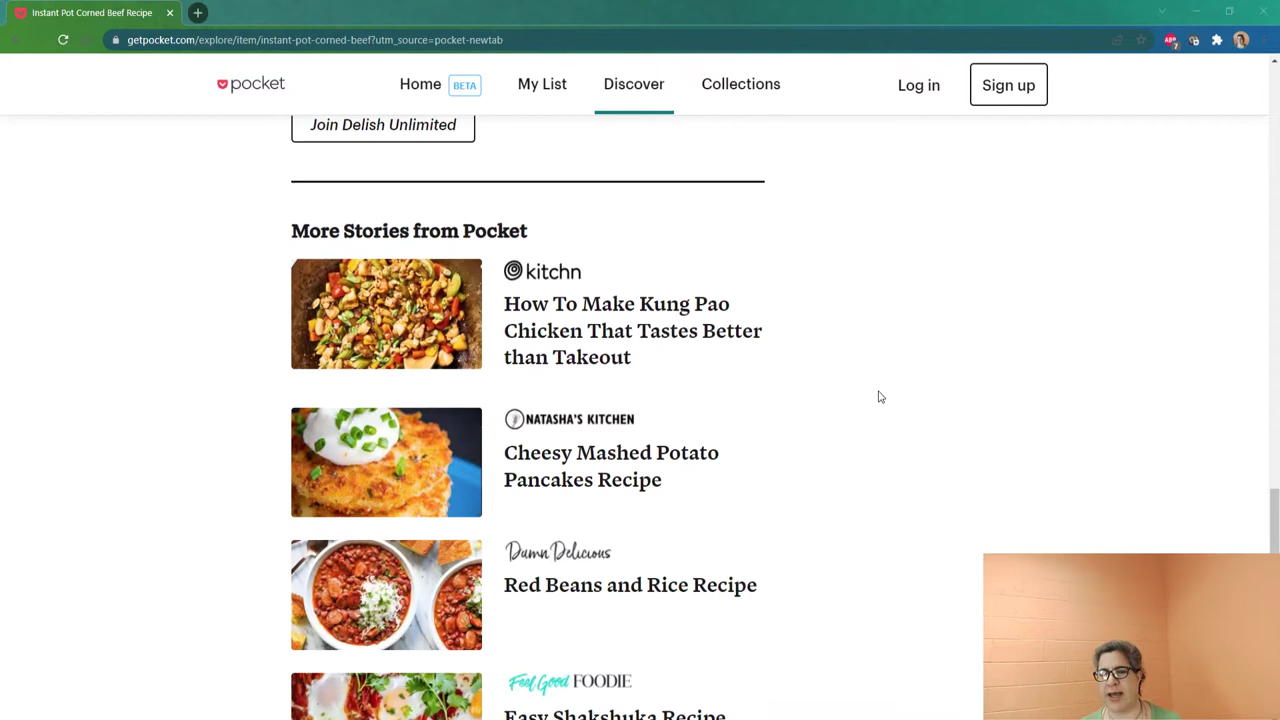 Instant Pot Corned Beef Recipe
getpocket.com/explore/item/instant-pot-corned-beef?utm_source=pocket-newtab
ABP
7
pocket
Home BETA My List Discover Collections Log in Sign up
Join Delish Unlimited
More Stories from Pocket
kitchn
How To Make Kung Pao
Chicken That Tastes Better
than Takeout
NATASHA'S KITCHEN
Cheesy Mashed Potato
Pancakes Recipe
Damn Delicious
Red Beans and Rice Recipe
Feel Good FOODIE
Easy Shakshuka Recipe